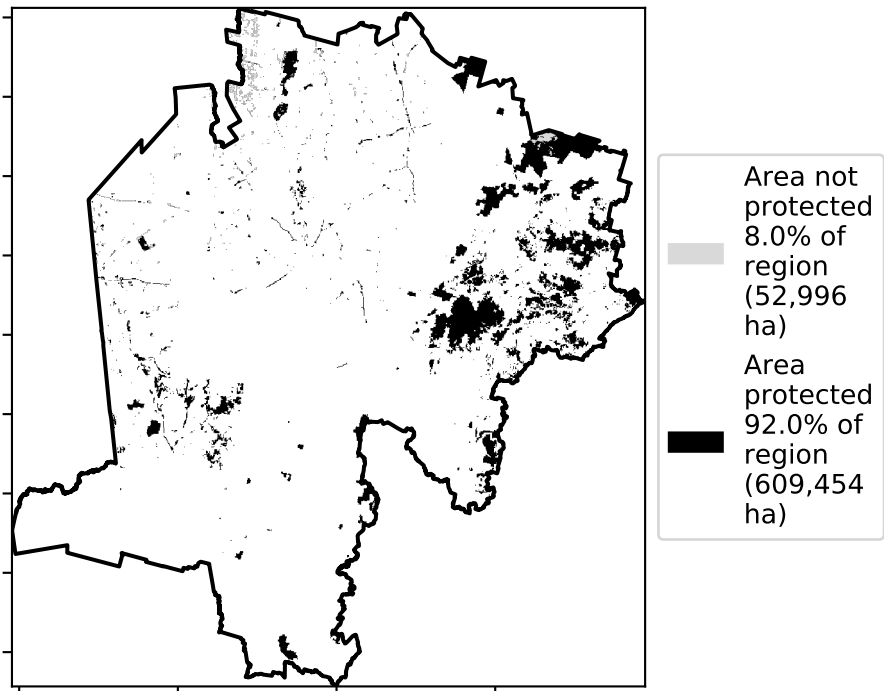 Area not
protected
8.0% of
region
(52,996
ha)
Area
protected
92.0% of
region
(609,454
ha)